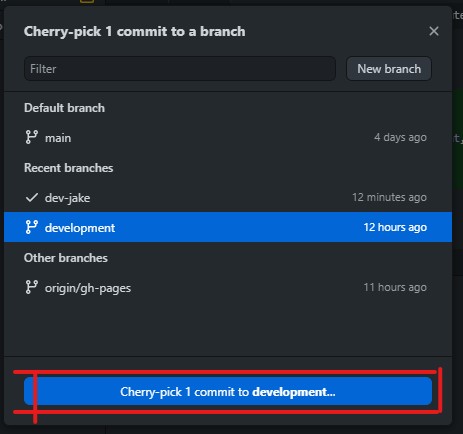 Cherry-pick 1 commit to a branch
Filter
New branch
Default branch
main
4 days ago
Recent branches
dev-jake
12 minutes ago
development
12 hours ago
Other branches
origin/gh-pages
11 hours ago
Cherry-pick 1 commit to development...